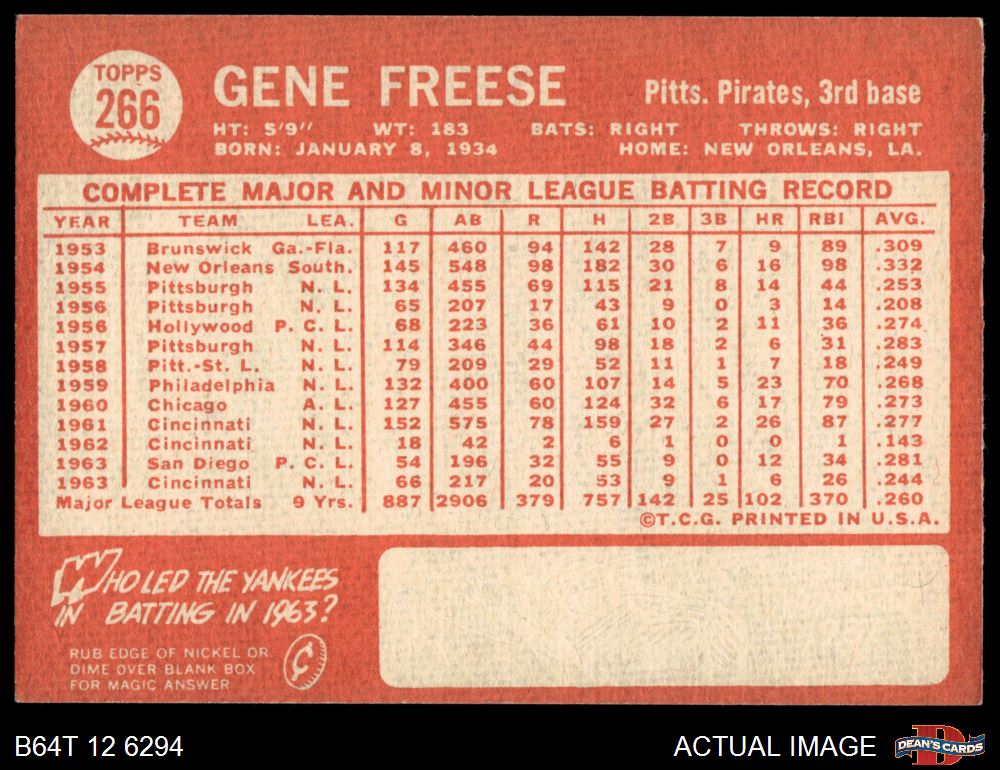 TOPPS
266
GENE FREESE
Pitts. Pirates, 3rd base
HT: 5'9" WT: 183 BATS: RIGHT THROWS: RIGHT
BORN: JANUARY 8, 1934 HOME: NEW ORLEANS, LA.
COMPLETE MAJOR AND MINOR LEAGUE BATTING RECORD
YEAR TEAM LEA. G AB R H 2B 3B HR RBI AVG.
1953 Brunswick Ga.-Fla. 117 460 94 142 28 7 9 89 .309
1954 New Orleans South. 145 548 98 182 30 6 16 98 .332
1955 Pittsburgh N. L. 134 455 69 115 21 8 14 44 .253
1956 Pittsburgh N. L. 65 207 17 43 9 0 3 14 .208
1956 Hollywood P. C. L. 68 223 36 61 10 2 11 36 .274
1957 Pittsburgh N. L. 114 346 44 98 18 2 6 31 .283
1958 Pitt.-St. L. N. L. 79 209 29 52 11 1 7 18 .249
1959 Philadelphia N. L. 132 400 60 107 14 5 23 70 .268
1960 Chicago A. L. 127 455 60 124 32 6 17 79 .273
1961 Cincinnati N. L. 152 575 78 159 27 2 26 87 .277
1962 Cincinnati N. L. 18 42 2 6 1 0 0 1 .143
1963 San Diego P. C. L. 54 196 32 55 9 0 12 34 .281
1963 Cincinnati N. L. 66 217 20 53 9 1 6 26 .244
Major League Totals 9 Yrs. 887 2906 379 757 142 25 102 370 .260
©T.C.G. PRINTED IN U.S.A.
WHO LED THE YANKEES
IN BATTING IN 1963?
RUB EDGE OF NICKEL OR
DIME OVER BLANK BOX
FOR MAGIC ANSWER
¢
B64T 12 6294
ACTUAL IMAGE
D
DEAN'S CARDS